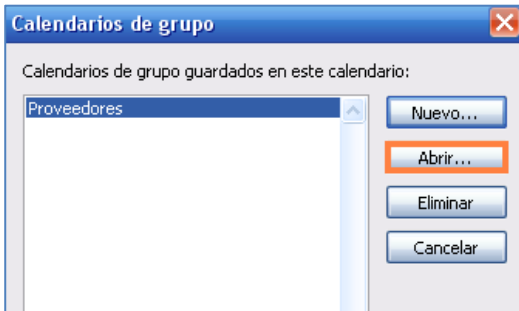 Calendarios de grupo
Calendarios de grupo guardados en este calendario:
Proveedores
Nuevo...
Abrir...
Eliminar
Cancelar